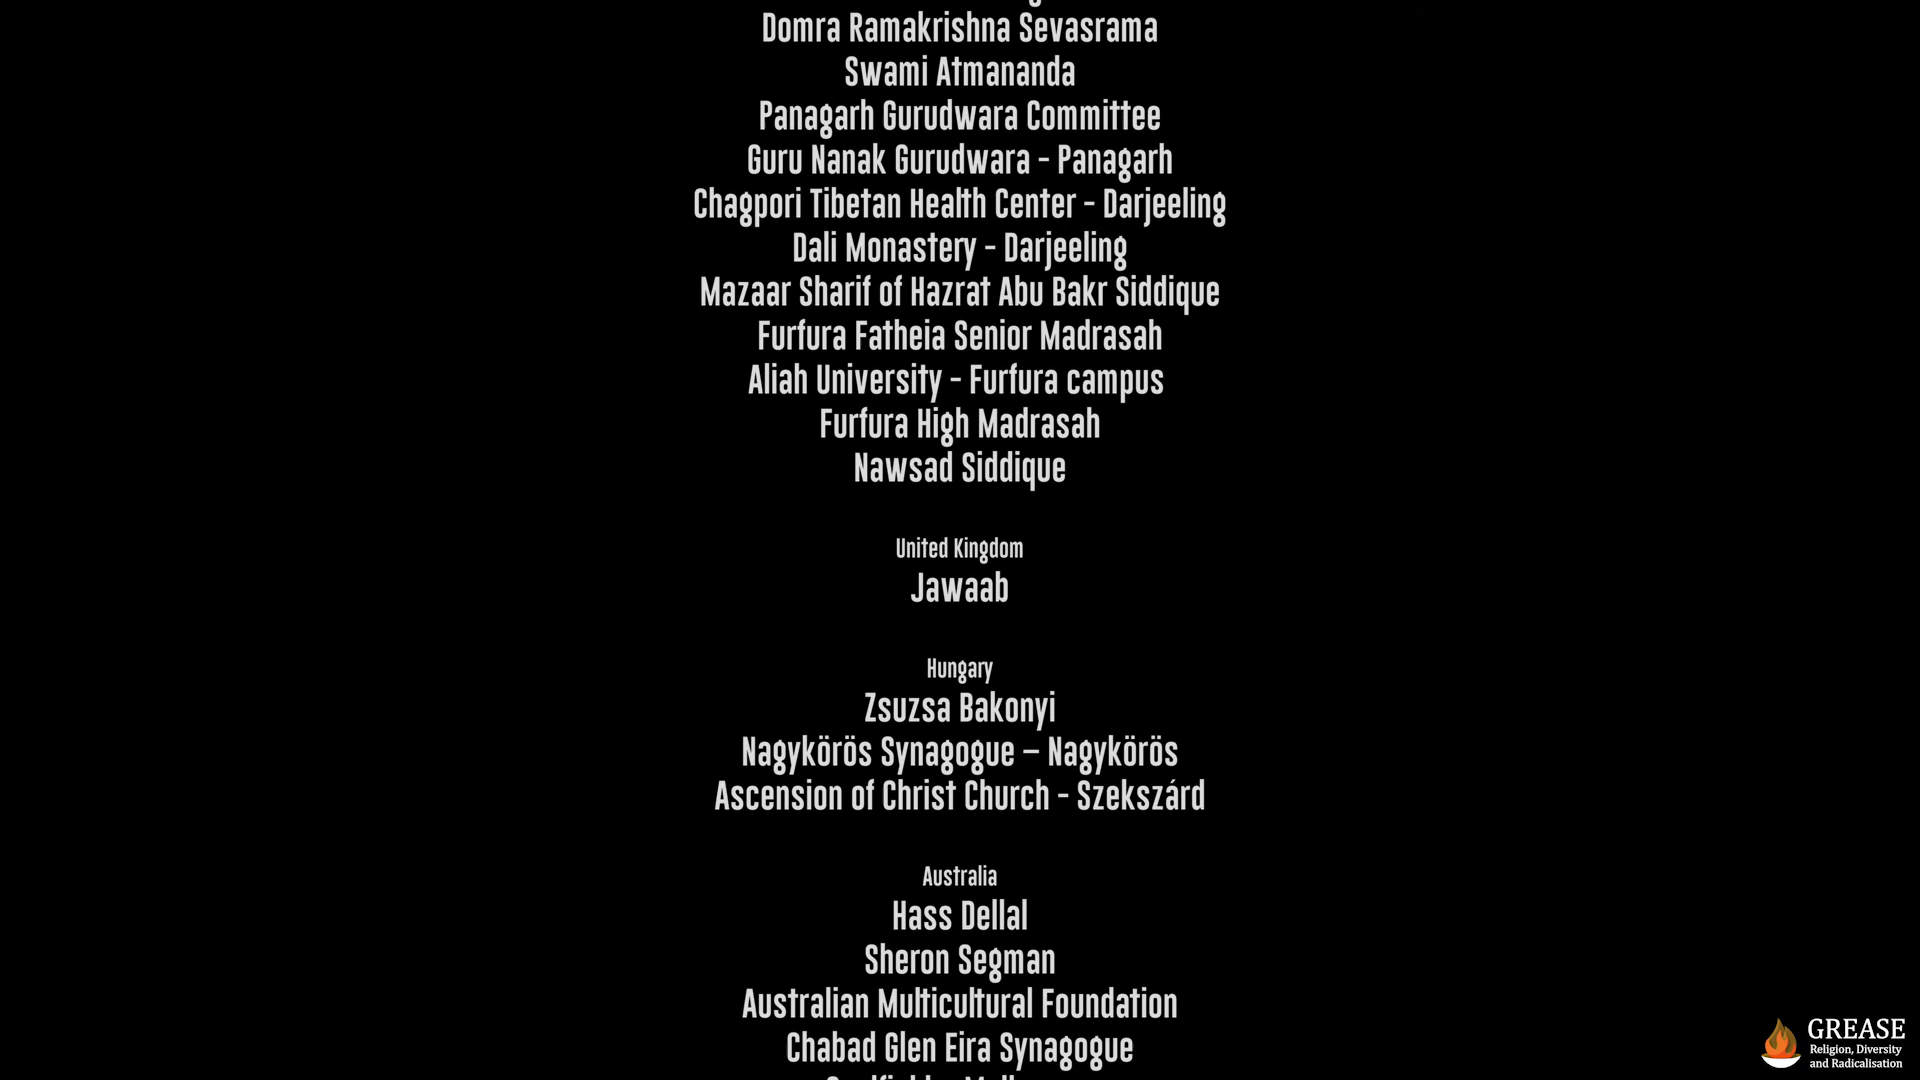 Domra Ramakrishna Sevasrama
Swami Atmananda
Panagarh Gurudwara Committee
Guru Nanak Gurudwara - Panagarh
Chagpori Tibetan Health Center - Darjeeling
Dali Monastery - Darjeeling
Mazaar Sharif of Hazrat Abu Bakr Siddique
Furfura Fatheia Senior Madrasah
Aliah University - Furfura campus
Furfura High Madrasah
Nawsad Siddique
United Kingdom
Jawaab
Hungary
Zsuzsa Bakonyi
Nagykörös Synagogue – Nagykörös
Ascension of Christ Church - Szekszárd
Australia
Hass Dellal
Sheron Segman
Australian Multicultural Foundation
Chabad Glen Eira Synagogue
GREASE
Religion, Diversity
and Radicalisation